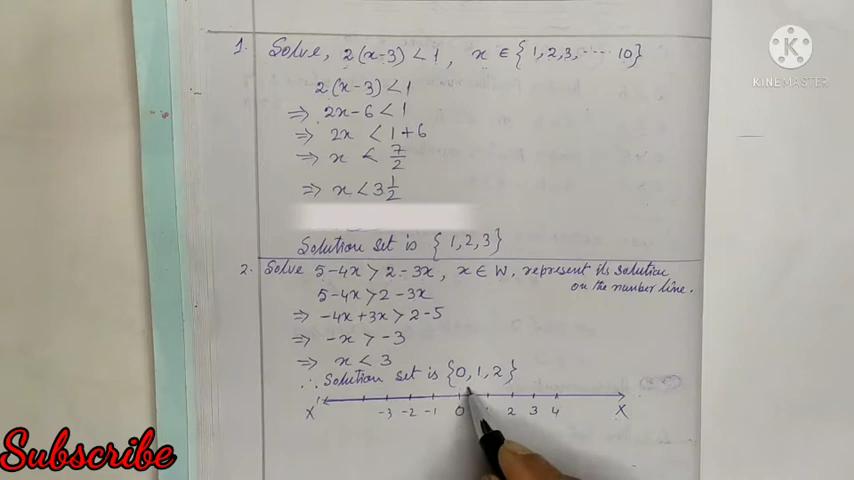 1. Solve, 2(x-3) < 1, x ∈ {1,2,3, ---- 10}
2(x-3) < 1
⇒ 2x-6 < 1
⇒ 2x < 1+6
⇒ x < 7/2
⇒ x < 3 1/2
Solution set is {1,2,3}
2. Solve 5-4x > 2-3x, x ∈ W, represent its solution
on the number line.
5-4x > 2-3x
⇒ -4x+3x > 2-5
⇒ -x > -3
⇒ x < 3
∴ Solution set is {0,1,2}
X' -3 -2 -1 0 2 3 4 X
K
KINEMASTER
Subscribe